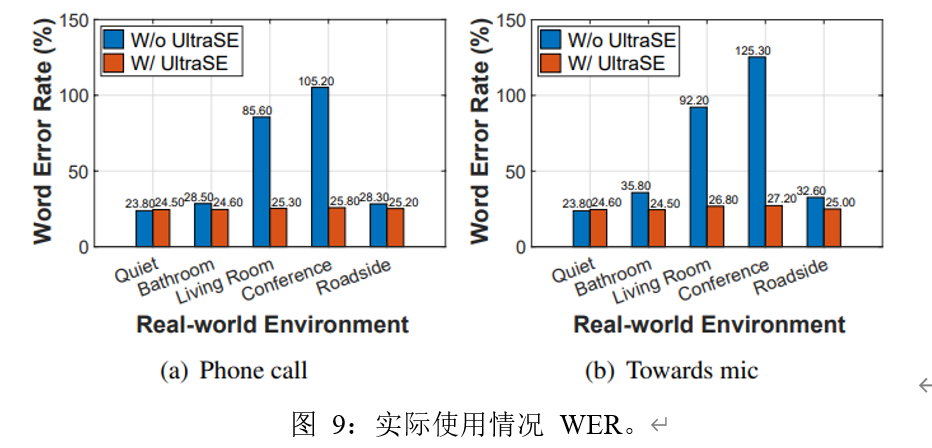 150
100
50
0
Word Error Rate (%)
W/o UltraSE
W/ UltraSE
23.80 24.50 28.50 24.60 85.60 25.30 105.20 25.80 28.30 25.20
Quiet Bathroom Living Room Conference Roadside
Real-world Environment
(a) Phone call
150
100
50
0
Word Error Rate (%)
W/o UltraSE
W/ UltraSE
23.80 24.60 35.80 24.50 92.20 26.80 125.30 27.20 32.60 25.00
Quiet Bathroom Living Room Conference Roadside
Real-world Environment
(b) Towards mic
图 9：实际使用情况 WER。